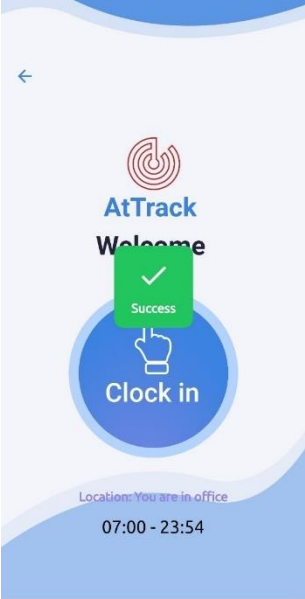 AtTrack
Welcome
Success
Clock in
Location: You are in office
07:00 - 23:54